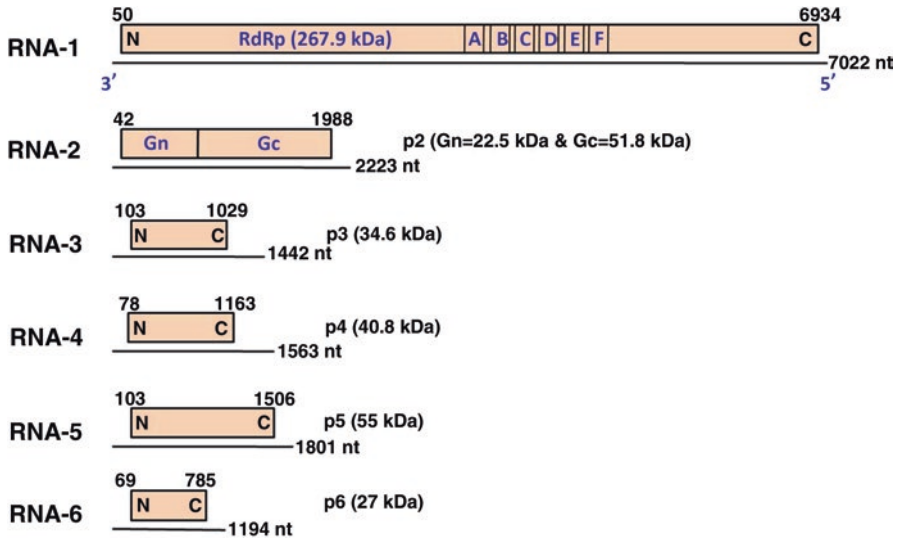 50 6934
RNA-1 N RdRp (267.9 kDa) A B C D E F C
7022 nt
3' 5'
42 1988
RNA-2 Gn Gc p2 (Gn=22.5 kDa & Gc=51.8 kDa)
2223 nt
103 1029
RNA-3 N C p3 (34.6 kDa)
1442 nt
78 1163
RNA-4 N C p4 (40.8 kDa)
1563 nt
103 1506
RNA-5 N C p5 (55 kDa)
1801 nt
69 785
RNA-6 N C p6 (27 kDa)
1194 nt